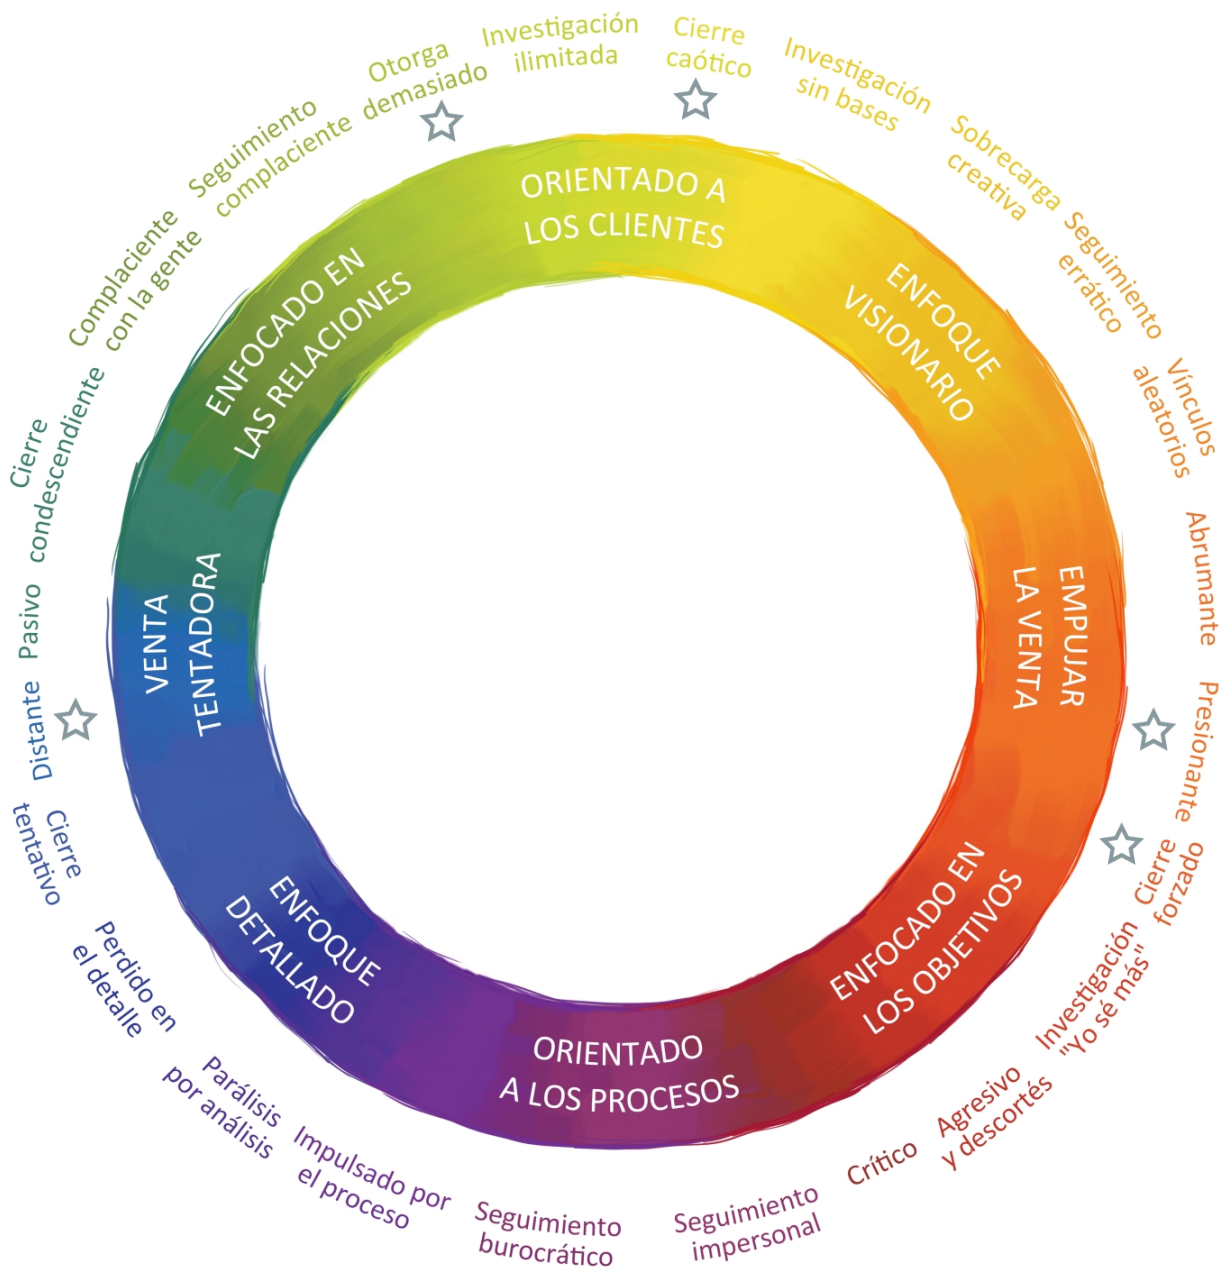 Cierre
caótico
Investigación
sin bases
Sobrecarga
creativa
Seguimiento
errático
Vínculos
aleatorios
Abrumante
Presionante
Cierre
forzado
Investigación
"Yo sé más"
Agresivo
y descortés
Crítico
Seguimiento
impersonal
Seguimiento
burocrático
Impulsado por
el proceso
Parálisis
por análisis
Perdido en
el detalle
Cierre
tentativo
Distante
Pasivo
Cierre
condescendiente
Complaciente
con la gente
Seguimiento
complaciente
Otorga
demasiado
Investigación
ilimitada
ORIENTADO A
LOS CLIENTES
ENFOQUE
VISIONARIO
EMPUJAR
LA VENTA
ENFOCADO EN
LOS OBJETIVOS
ORIENTADO
A LOS PROCESOS
ENFOQUE
DETALLADO
VENTA
TENTADORA
ENFOCADO EN
LAS RELACIONES